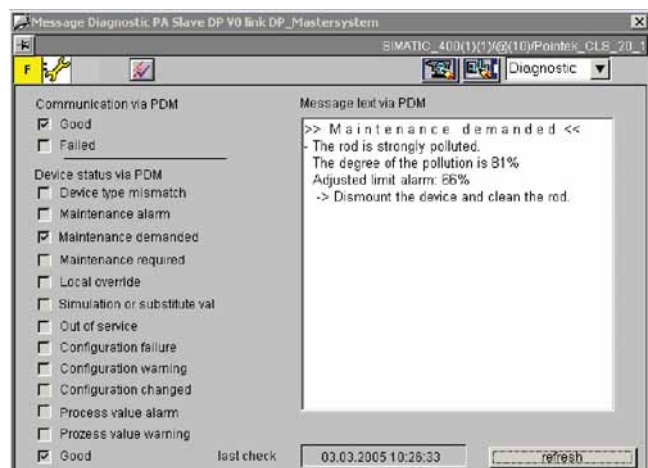 Message Diagnostic PA Slave DP V0 link DP_Mastersystem
SIMATIC_400(1)(1)/@(10)/Pointek_CLS_20_1
F
Diagnostic
Communication via PDM
Good
Failed
Device status via PDM
Device type mismatch
Maintenance alarm
Maintenance demanded
Maintenance required
Local override
Simulation or substitute val
Out of service
Configuration failure
Configuration warning
Configuration changed
Process value alarm
Prozess value warning
Good
Message text via PDM
>> Maintenance demanded <<
- The rod is strongly polluted.
The degree of the pollution is 81%
Adjusted limit alarm: 66%
-> Dismount the device and clean the rod.
last check
03.03.2005 10:26:33
refresh